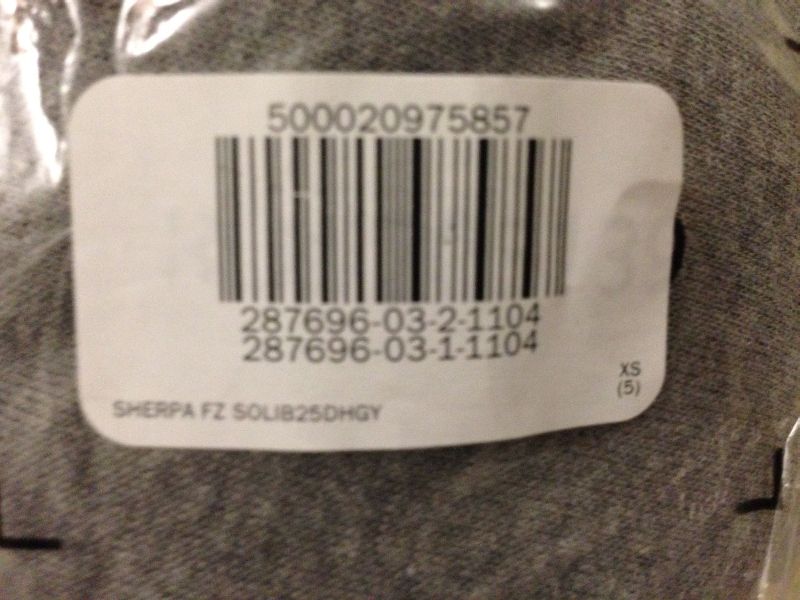 500020975857
287696-03-2-1104
287696-03-1-1104
XS
(5)
SHERPA FZ SOLIB25DHGY